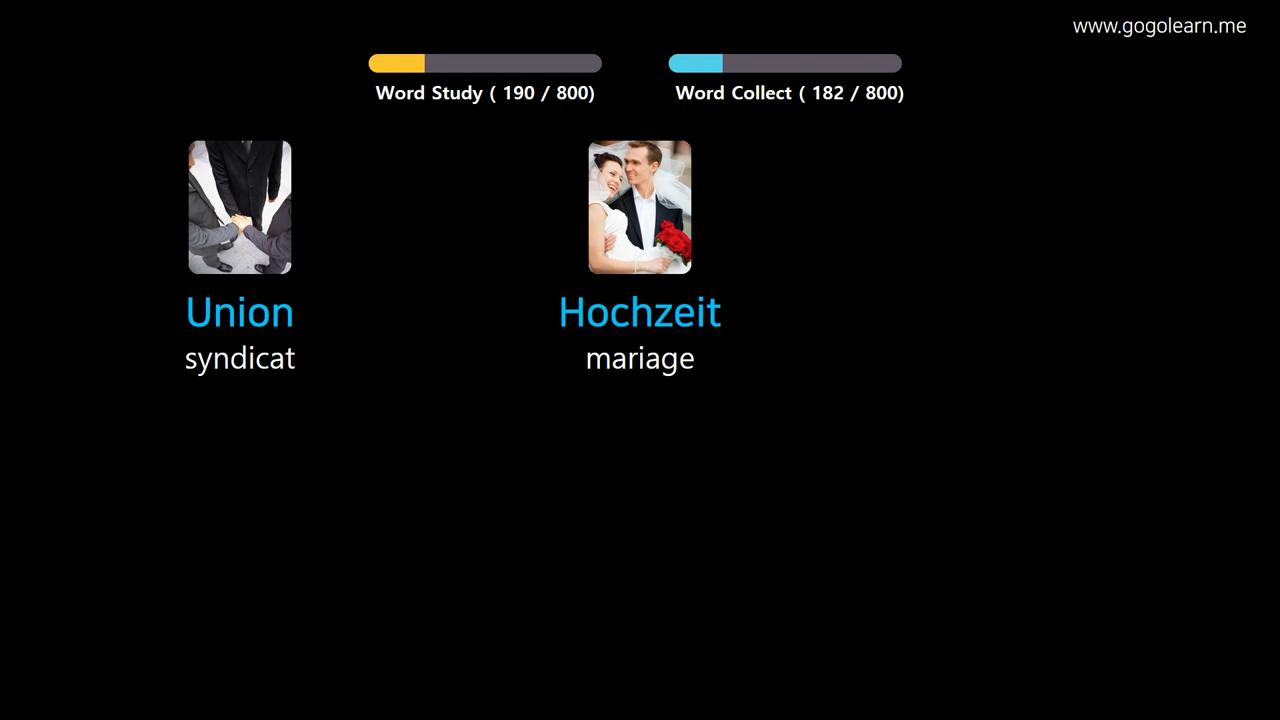 www.gogolearn.me
Word Study ( 190 / 800)
Word Collect ( 182 / 800)
Union
syndicat
Hochzeit
mariage